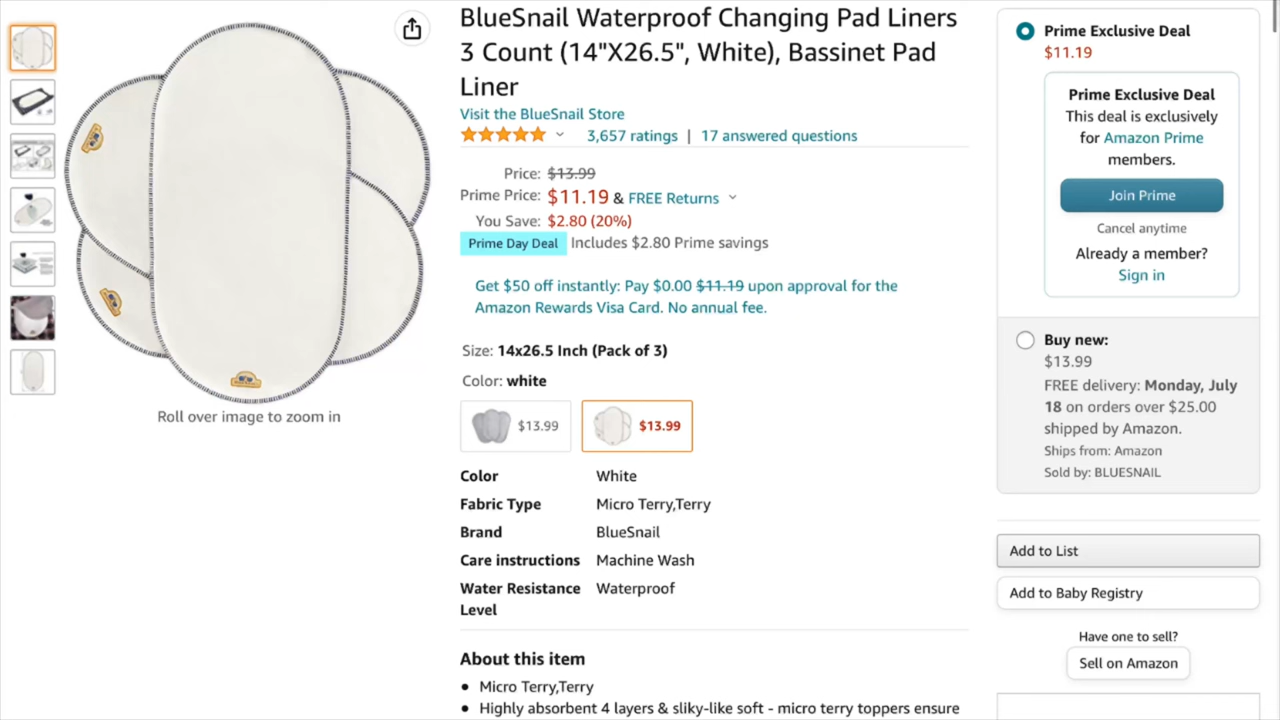 BlueSnail Waterproof Changing Pad Liners
3 Count (14"X26.5", White), Bassinet Pad
Liner
Visit the BlueSnail Store
3,657 ratings | 17 answered questions
Price: $13.99
Prime Price: $11.19 & FREE Returns
You Save: $2.80 (20%)
Prime Day Deal Includes $2.80 Prime savings
Get $50 off instantly: Pay $0.00 $11.19 upon approval for the
Amazon Rewards Visa Card. No annual fee.
Size: 14x26.5 Inch (Pack of 3)
Color: white
$13.99 $13.99
Color White
Fabric Type Micro Terry,Terry
Brand BlueSnail
Care instructions Machine Wash
Water Resistance Waterproof
Level
About this item
• Micro Terry,Terry
• Highly absorbent 4 layers & sliky-like soft - micro terry toppers ensure
Roll over image to zoom in
Prime Exclusive Deal
$11.19
Prime Exclusive Deal
This deal is exclusively
for Amazon Prime
members.
Join Prime
Cancel anytime
Already a member?
Sign in
Buy new:
$13.99
FREE delivery: Monday, July
18 on orders over $25.00
shipped by Amazon.
Ships from: Amazon
Sold by: BLUESNAIL
Add to List
Add to Baby Registry
Have one to sell?
Sell on Amazon